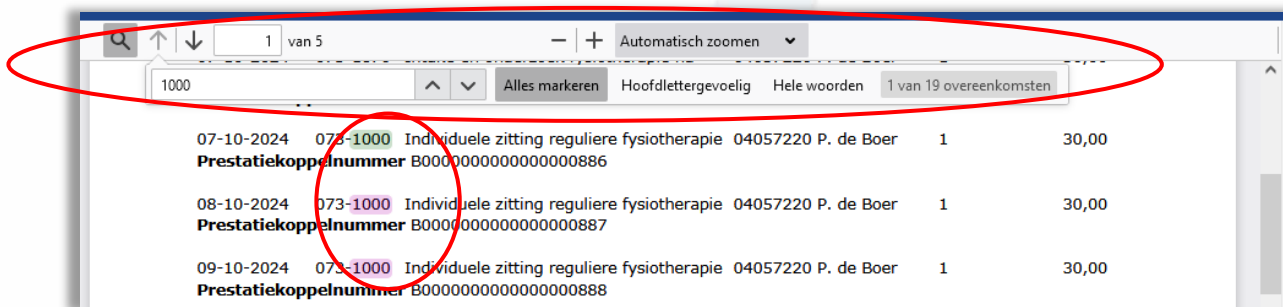 1 van 5 Automatisch zoomen
1000 Alles markeren Hoofdlettergevoelig Hele woorden 1 van 19 overeenkomsten
07-10-2024 073-1000 Individuele zitting reguliere fysiotherapie 04057220 P. de Boer 1 30,00
Prestatiekoppelnummer B0000000000000000886
08-10-2024 073-1000 Individuele zitting reguliere fysiotherapie 04057220 P. de Boer 1 30,00
Prestatiekoppelnummer B0000000000000000887
09-10-2024 073-1000 Individuele zitting reguliere fysiotherapie 04057220 P. de Boer 1 30,00
Prestatiekoppelnummer B0000000000000000888